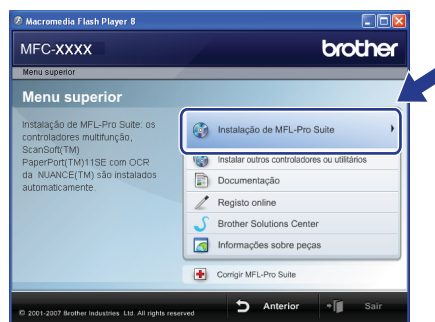 Macromedia Flash Player 8
MFC-XXXX
brother
Menu superior
Menu superior
Instalação de MFL-Pro Suite: os
controladores multifunção,
ScanSoft(TM)
PaperPort(TM)11SE com OCR
da NUANCE(TM) são instalados
automaticamente.
Instalação de MFL-Pro Suite
Instalar outros controladores ou utilitários
Documentação
Registo online
Brother Solutions Center
Informações sobre peças
Corrigir MFL-Pro Suite
© 2001-2007 Brother Industries Ltd. All rights reserved
Anterior
Sair